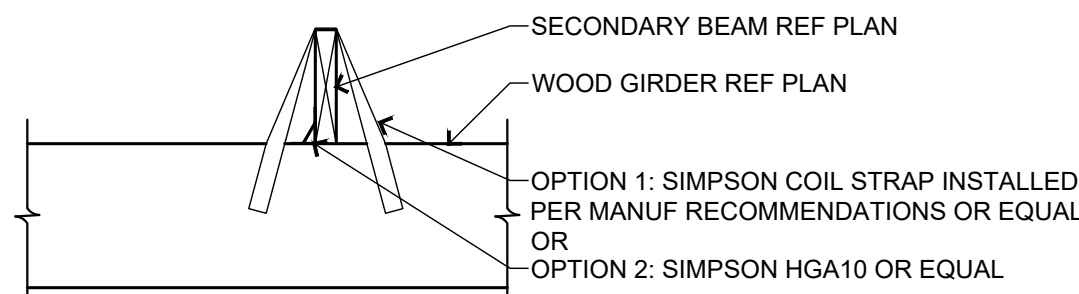 SECONDARY BEAM REF PLAN
WOOD GIRDER REF PLAN
OPTION 1: SIMPSON COIL STRAP INSTALLED
PER MANUF RECOMMENDATIONS OR EQUAL
OR
OPTION 2: SIMPSON HGA10 OR EQUAL